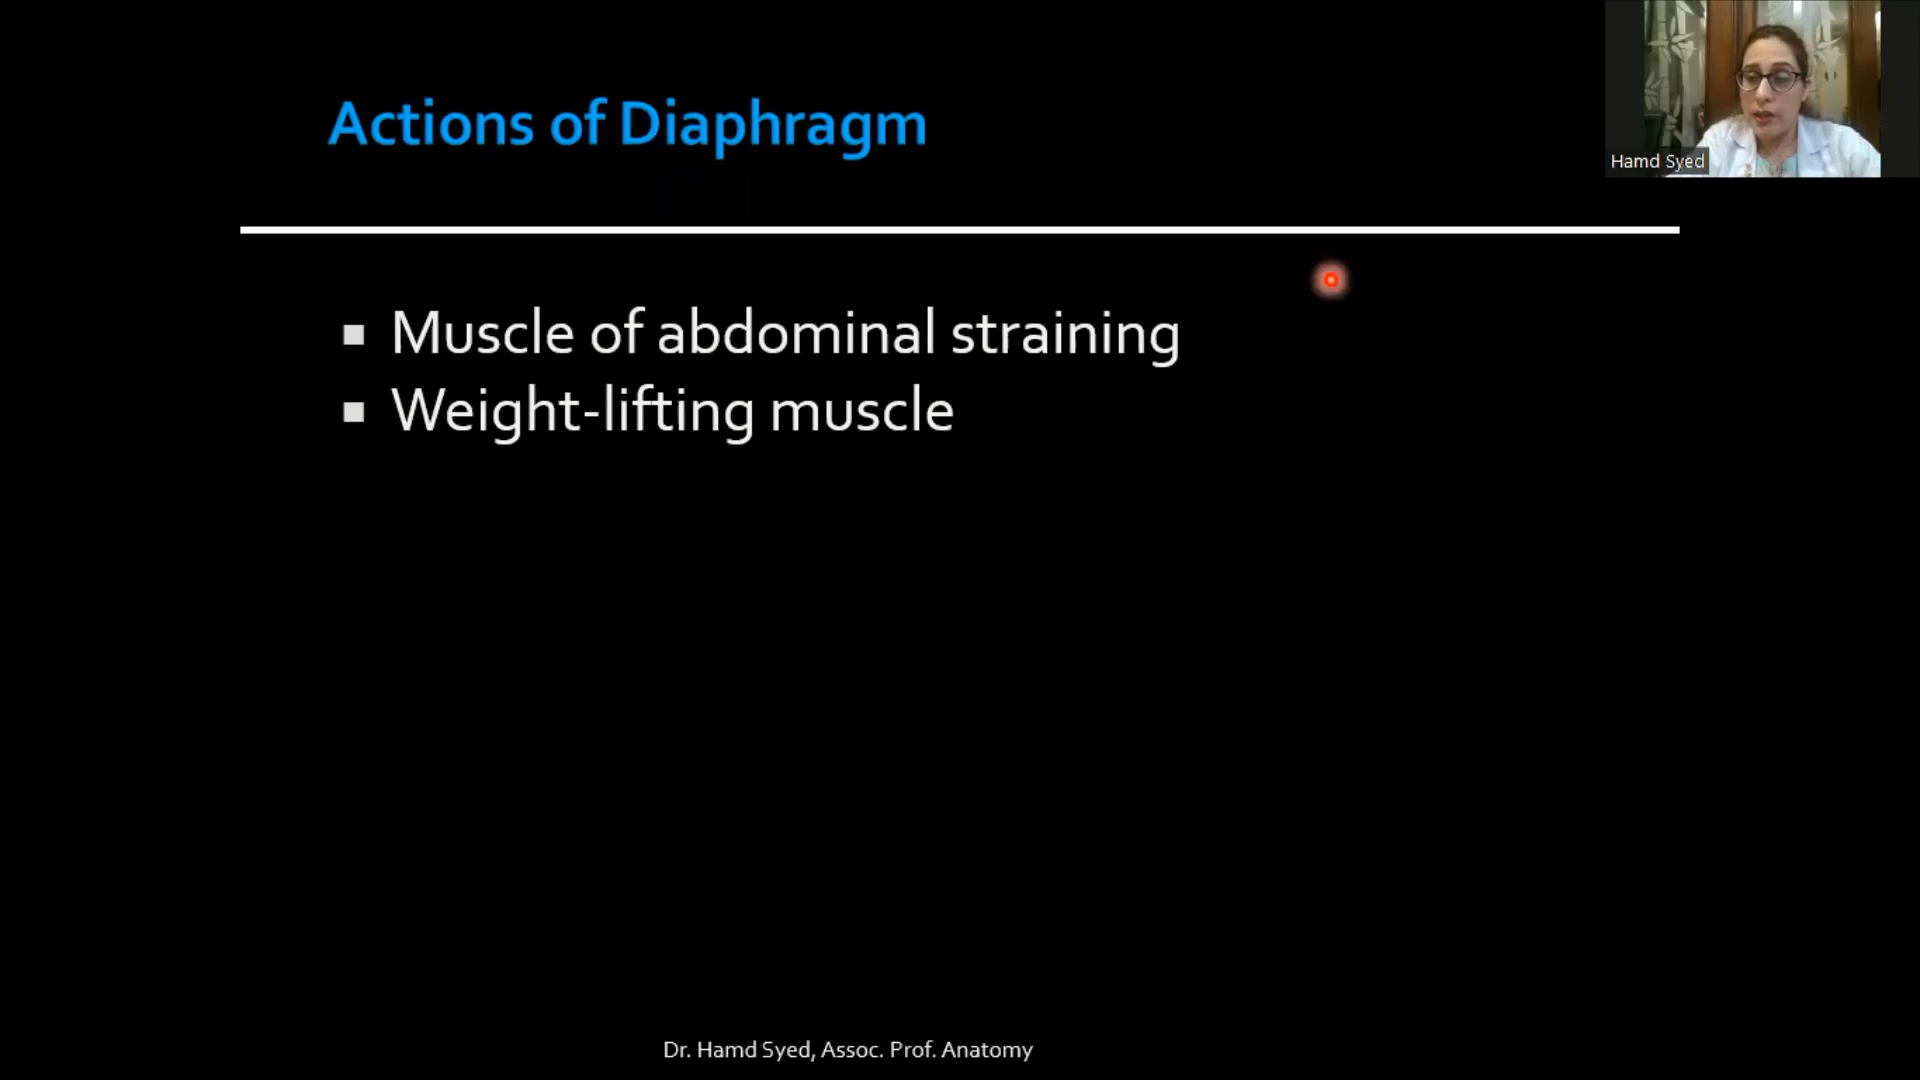 Actions of Diaphragm
Hamd Syed
Muscle of abdominal straining
Weight-lifting muscle
Dr. Hamd Syed, Assoc. Prof. Anatomy